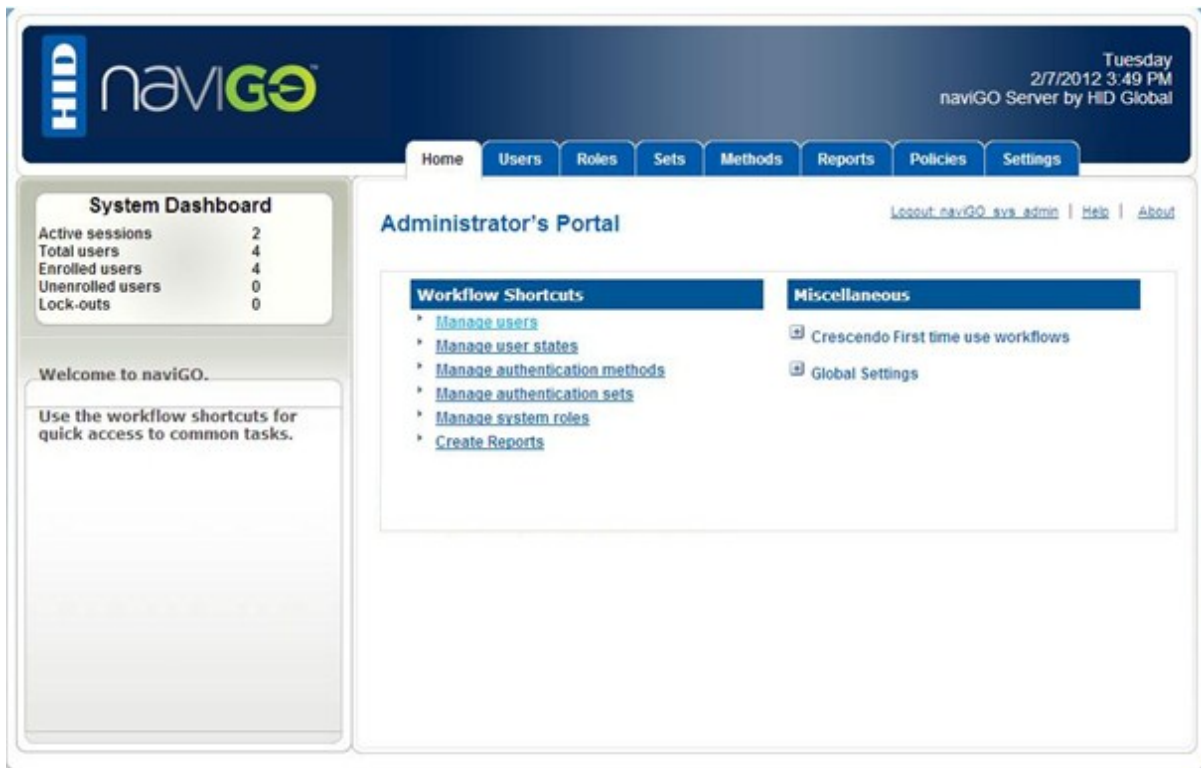 HID naviGO™
Tuesday
2/7/2012 3:49 PM
naviGO Server by HID Global
Home Users Roles Sets Methods Reports Policies Settings
System Dashboard
Active sessions 2
Total users 4
Enrolled users 4
Unenrolled users 0
Lock-outs 0
Welcome to naviGO.
Use the workflow shortcuts for
quick access to common tasks.
Administrator's Portal
Logout: naviGO_sys_admin | Help | About
Workflow Shortcuts
Manage users
Manage user states
Manage authentication methods
Manage authentication sets
Manage system roles
Create Reports
Miscellaneous
Crescendo First time use workflows
Global Settings